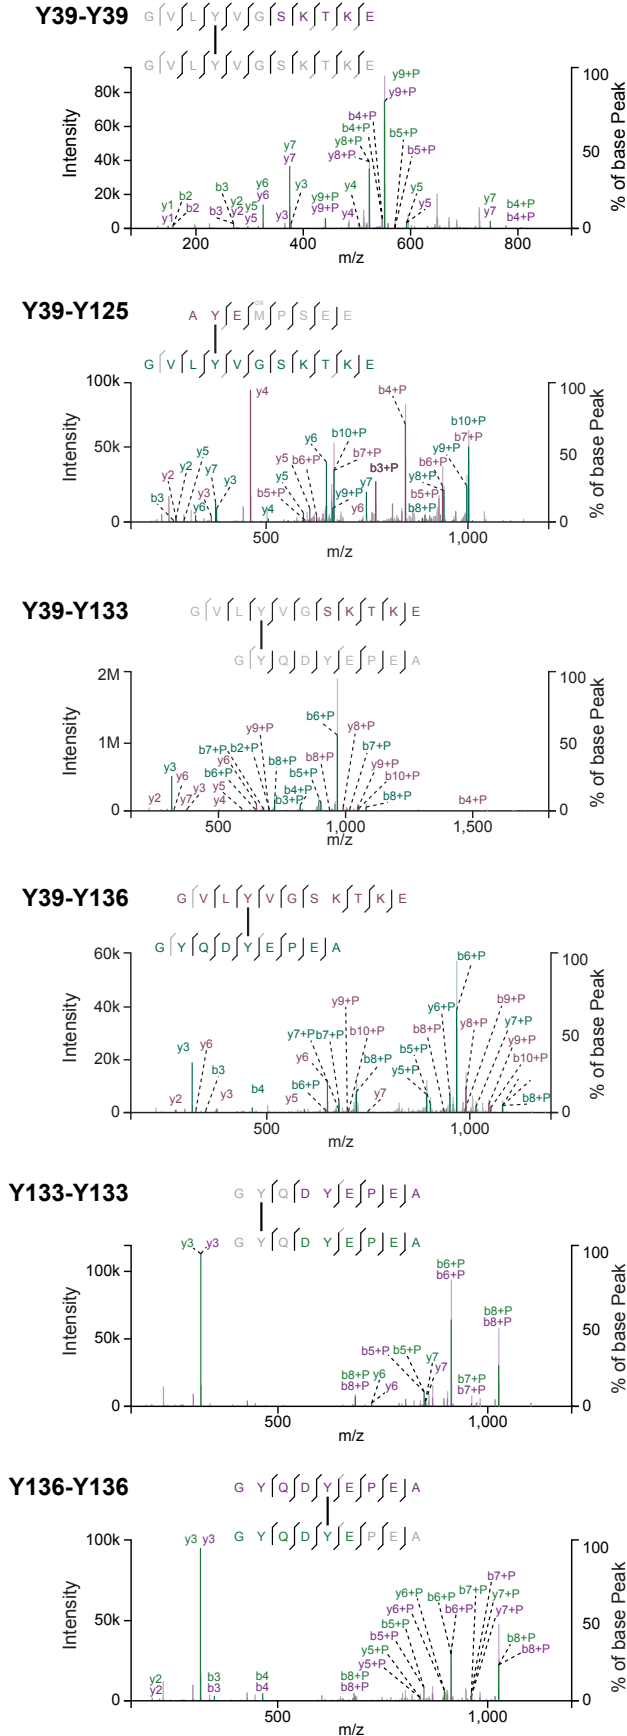 Y39-Y39
G V L Y V G S K T K E
G V L Y V G S K T K E
Intensity
80k
60k
40k
20k
0
100
50
0
% of base Peak
y9+P
y9+P
b4+P
b4+P
y8+P
y8+P
b5+P
b5+P
y7
y7
y1
y1
b2
b2
b3
b3
y2
y2
y5
y5
y6
y6
y3
y3
y9+P
y9+P
y4
y4
y5
y5
y7
y7
b4+P
b4+P
200
400
600
800
m/z
Y39-Y125
ox
A Y E M P S E E
G V L Y V G S K T K E
Intensity
100k
50k
0
100
50
0
% of base Peak
y4
b4+P
b10+P
b7+P
y6
b10+P
b7+P
y5
b6+P
y5
b5+P
y4
y9+P
y6
y7
b3+P
y9+P
b6+P
y8+P
b5+P
b8+P
b3
y2
y2
y5
y3
y6
y7
y3
500
1,000
m/z
Y39-Y133
G V L Y V G S K T K E
G Y Q D Y E P E A
Intensity
2M
1M
0
100
50
0
% of base Peak
b6+P
y9+P
y8+P
b7+P
b2+P
y6
b6+P
b8+P
b8+P
b7+P
y9+P
b10+P
b5+P
b4+P
b3+P
b8+P
b4+P
y3
y6
y2
y7
y3
y5
y4
500
1,000
1,500
m/z
Y39-Y136
G V L Y V G S K T K E
G Y Q D Y E P E A
Intensity
60k
40k
20k
0
100
50
0
% of base Peak
b6+P
y9+P
y6+P
b9+P
y7+P
b7+P
b10+P
b8+P
y8+P
y7+P
y9+P
b10+P
y6
b8+P
b5+P
y5+P
b6+P
y3
y6
b3
y2
y3
b4
y5
y7
b8+P
500
1,000
m/z
Y133-Y133
G Y Q D Y E P E A
G Y Q D Y E P E A
Intensity
100k
50k
0
100
50
0
% of base Peak
y3
y3
b6+P
b6+P
b8+P
b8+P
b5+P
b5+P
y7
y7
b8+P
b8+P
y6
y6
b7+P
b7+P
500
1,000
m/z
Y136-Y136
G Y Q D Y E P E A
G Y Q D Y E P E A
Intensity
100k
50k
0
100
50
0
% of base Peak
y3
y3
b7+P
y6+P
b6+P
b7+P
y7+P
y6+P
b6+P
y7+P
b5+P
b5+P
y5+P
y5+P
b8+P
b8+P
y2
y2
b3
b3
b4
b4
b8+P
b8+P
500
1,000
m/z